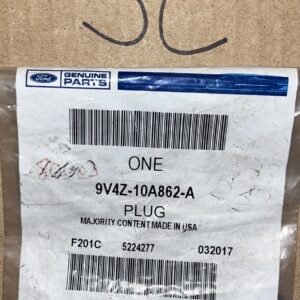 Ford
GENUINE
PARTS
ONE
9V4Z-10A862-A
PLUG
MAJORITY CONTENT MADE IN USA
F201C 5224277 032017